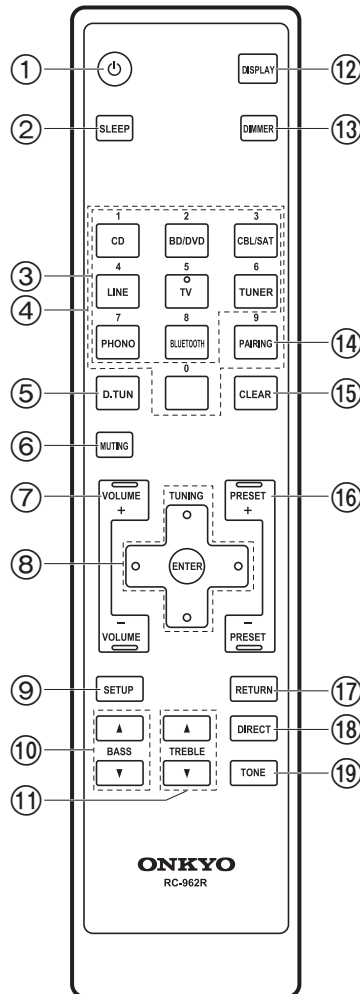 ① ⑫ DISPLAY
② SLEEP DIMMER ⑬
1 2 3
③ CD BD/DVD CBL/SAT
4 5 6
④ LINE TV TUNER
7 8 9
PHONO BLUETOOTH PAIRING ⑭
0
⑤ D.TUN CLEAR ⑮
⑥ MUTING
⑦ VOLUME TUNING PRESET ⑯
+ +
⑧ ENTER
− −
VOLUME PRESET
⑨ SETUP RETURN ⑰
▲ ▲ DIRECT ⑱
⑩ BASS TREBLE
▼ ▼ TONE ⑲
⑪
ONKYO
RC-962R